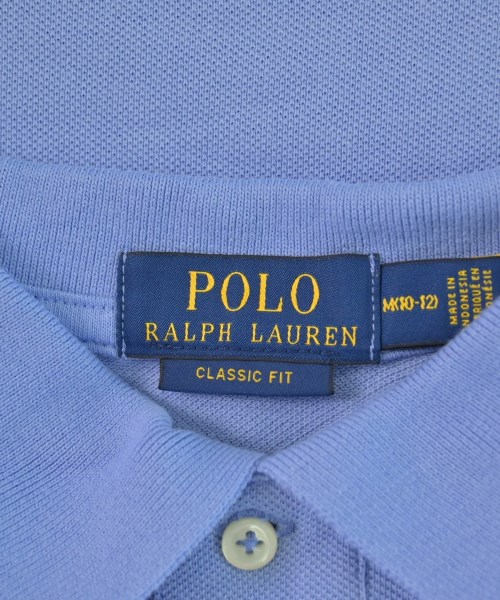 POLO
RALPH LAUREN
CLASSIC FIT
M(10-12)
MADE IN
INDONESIA